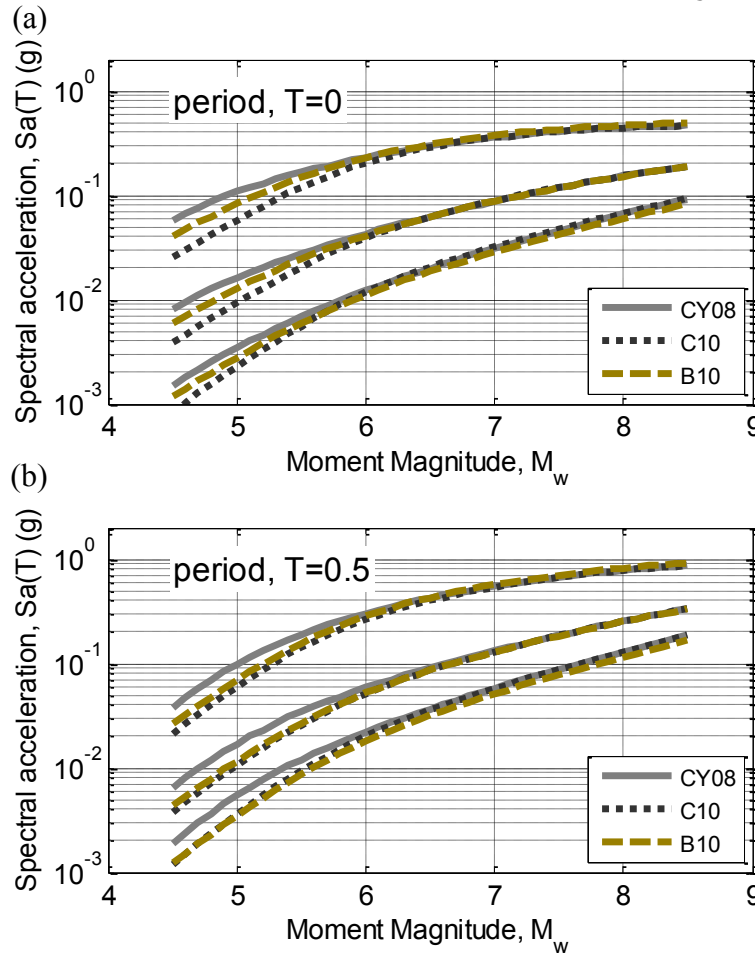 (a)
Spectral acceleration, Sa(T) (g)
10^0
10^-1
10^-2
10^-3
period, T=0
CY08
C10
B10
4 5 6 7 8 9
Moment Magnitude, M_w
(b)
Spectral acceleration, Sa(T) (g)
10^0
10^-1
10^-2
10^-3
period, T=0.5
CY08
C10
B10
4 5 6 7 8 9
Moment Magnitude, M_w